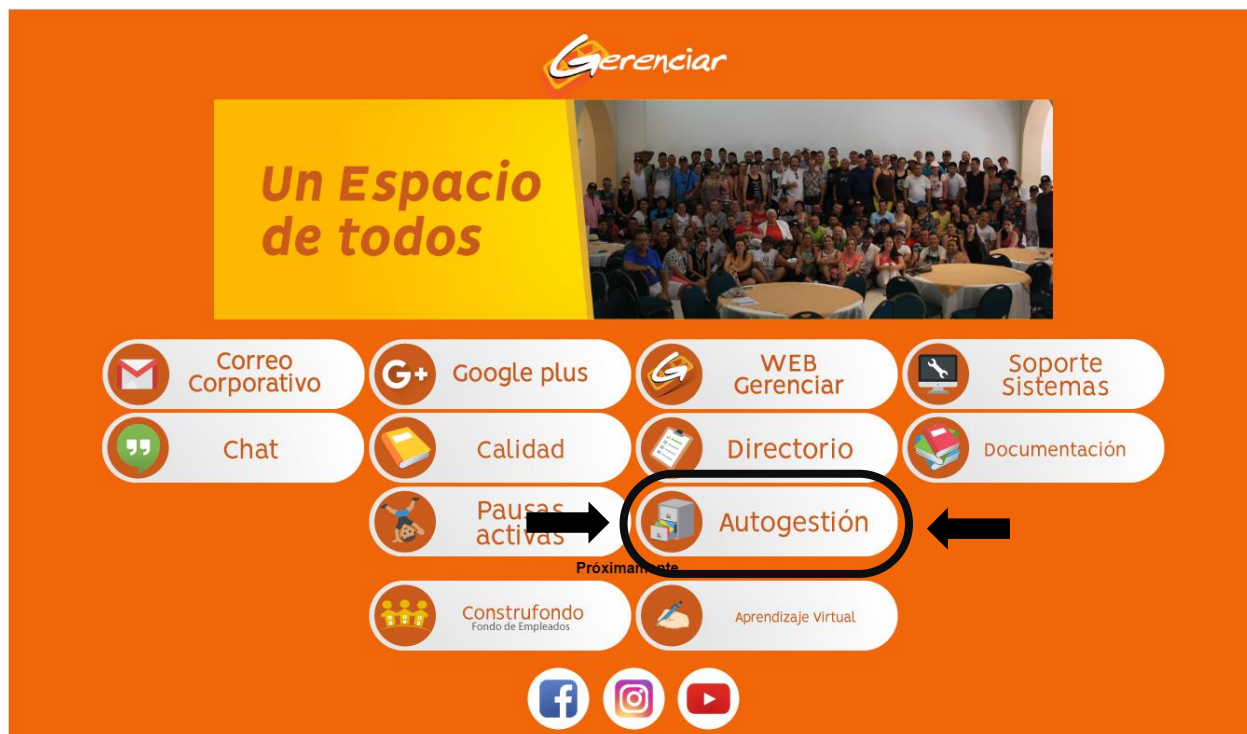 Gerenciar
Un Espacio
de todos
Correo
Corporativo
G+
Google plus
WEB
Gerenciar
Soporte
Sistemas
Chat
Calidad
Directorio
Documentación
Pausas
activas
Autogestión
Próximamente
Construfondo
Fondo de Empleados
Aprendizaje Virtual